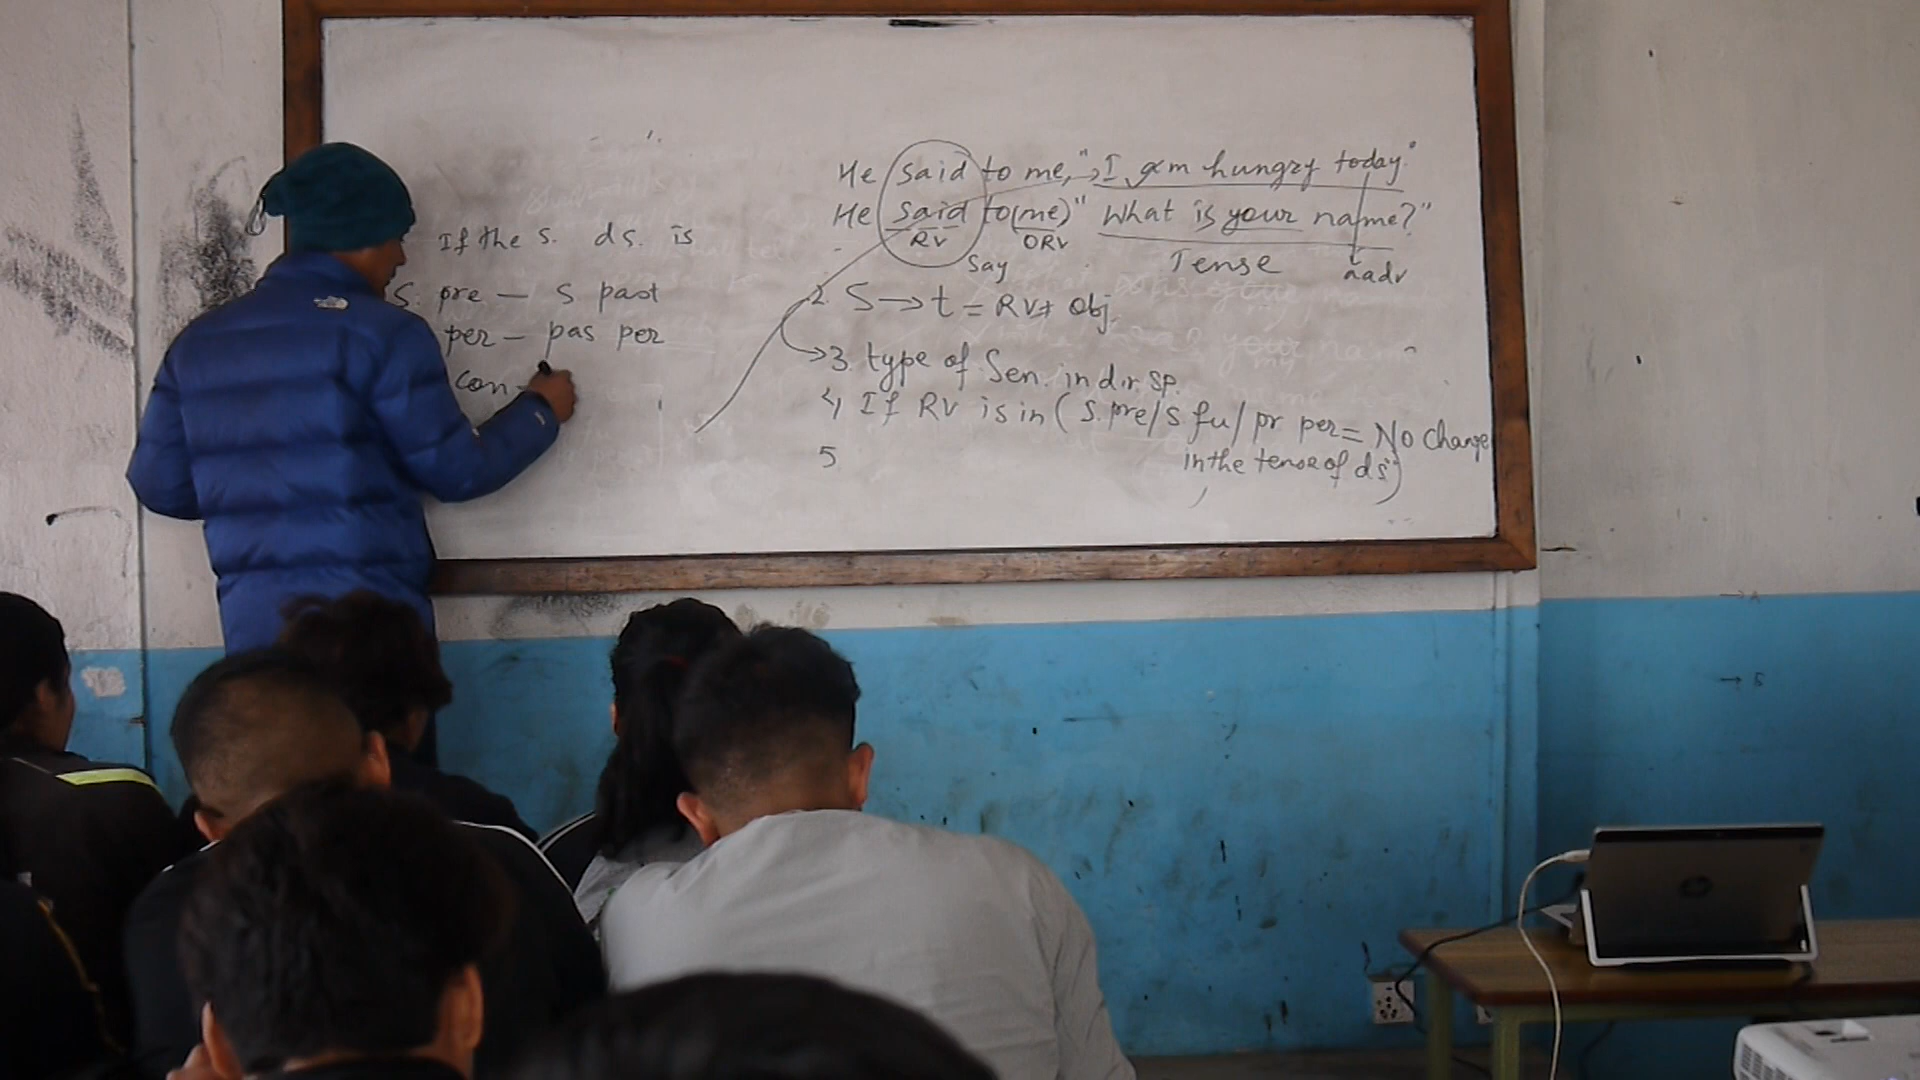 If the S. ds. is
S. pre — S past
per — pas per
con —
He said to me, "I am hungry today."
He said to (me) " What is your name?"
RV ORV
Say Tense aadv
2. S → t = RV + Obj.
3. type of Sen. in dir. sp.
4) If RV is in ( S. pre / S fu / pr per = No change
in the tense of ds )
5